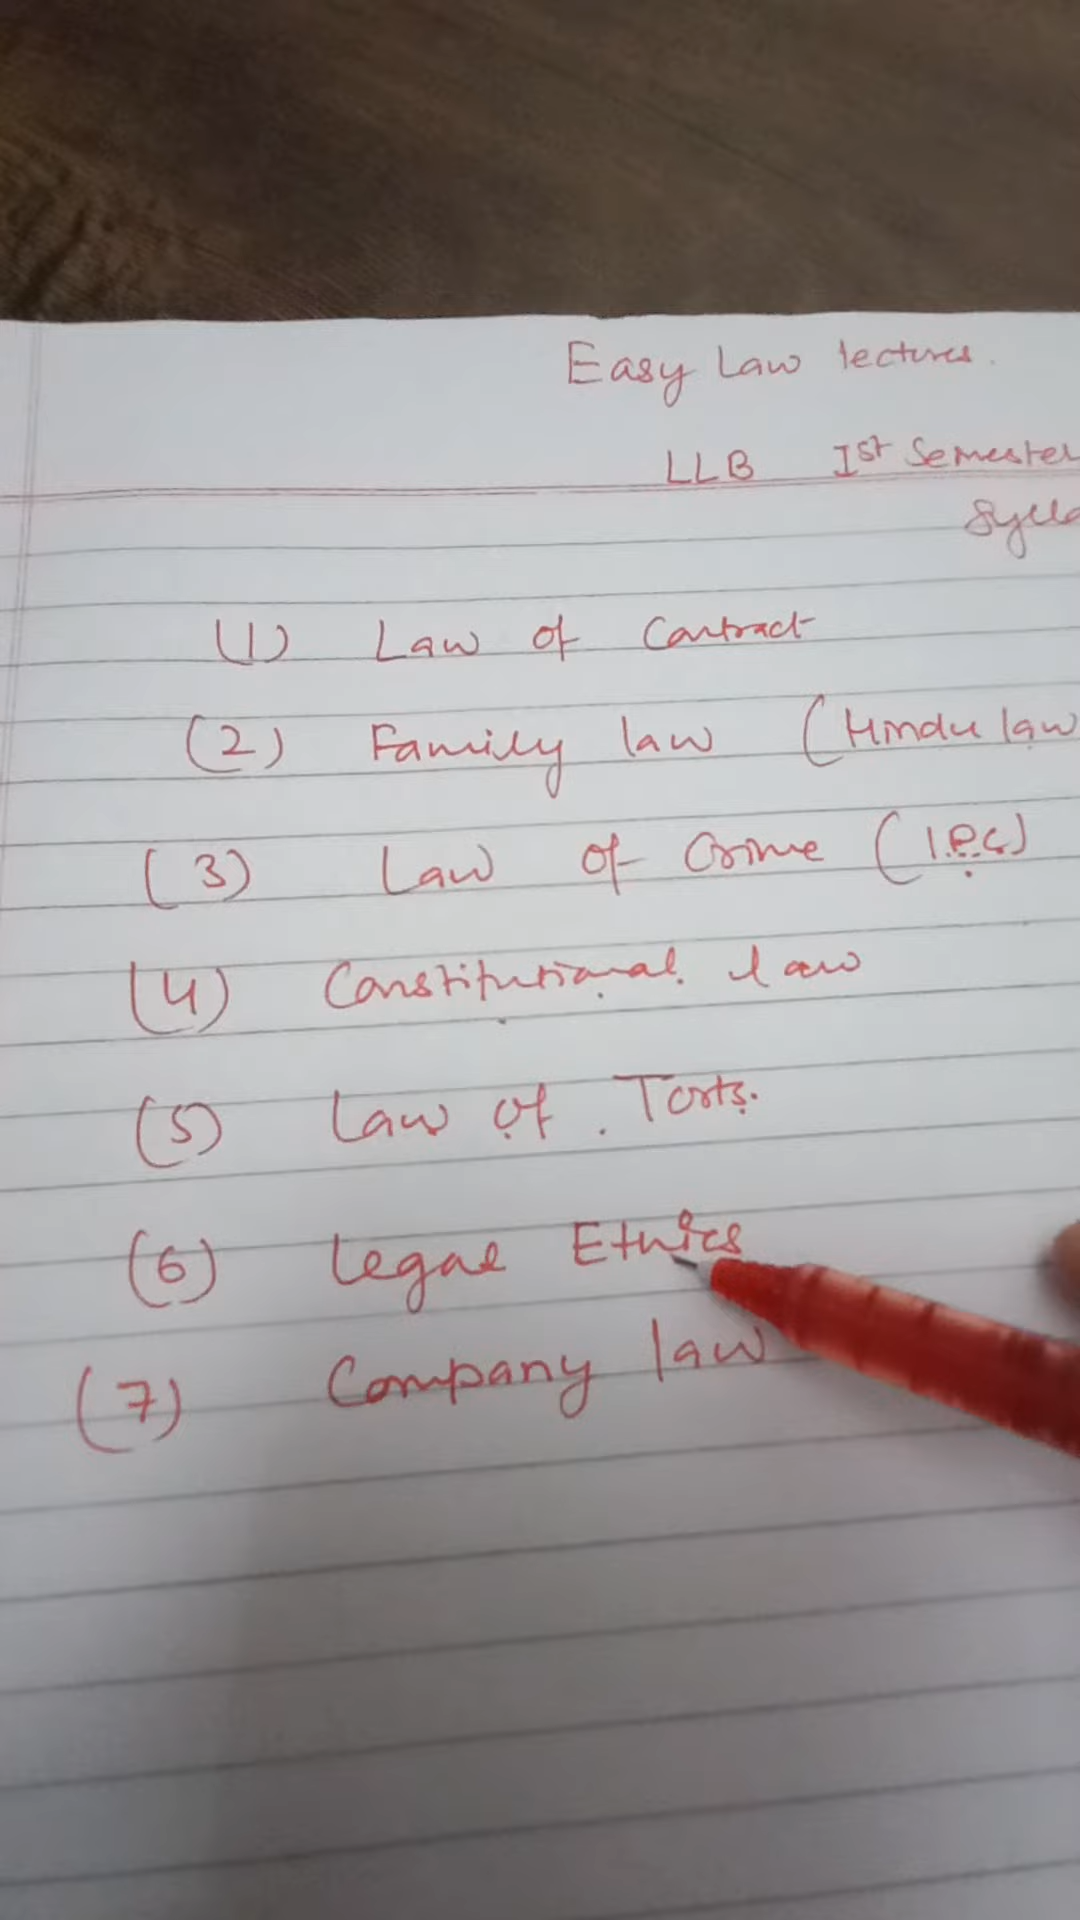 Easy Law lectures.
LLB Ist Semester
(1) Law of Contract
(2) Family law (Hindu law
(3) Law of Crime (I.P.C)
(4) Constitutional law
(5) Law of Torts.
(6) Legal Ethics
(7) Company law